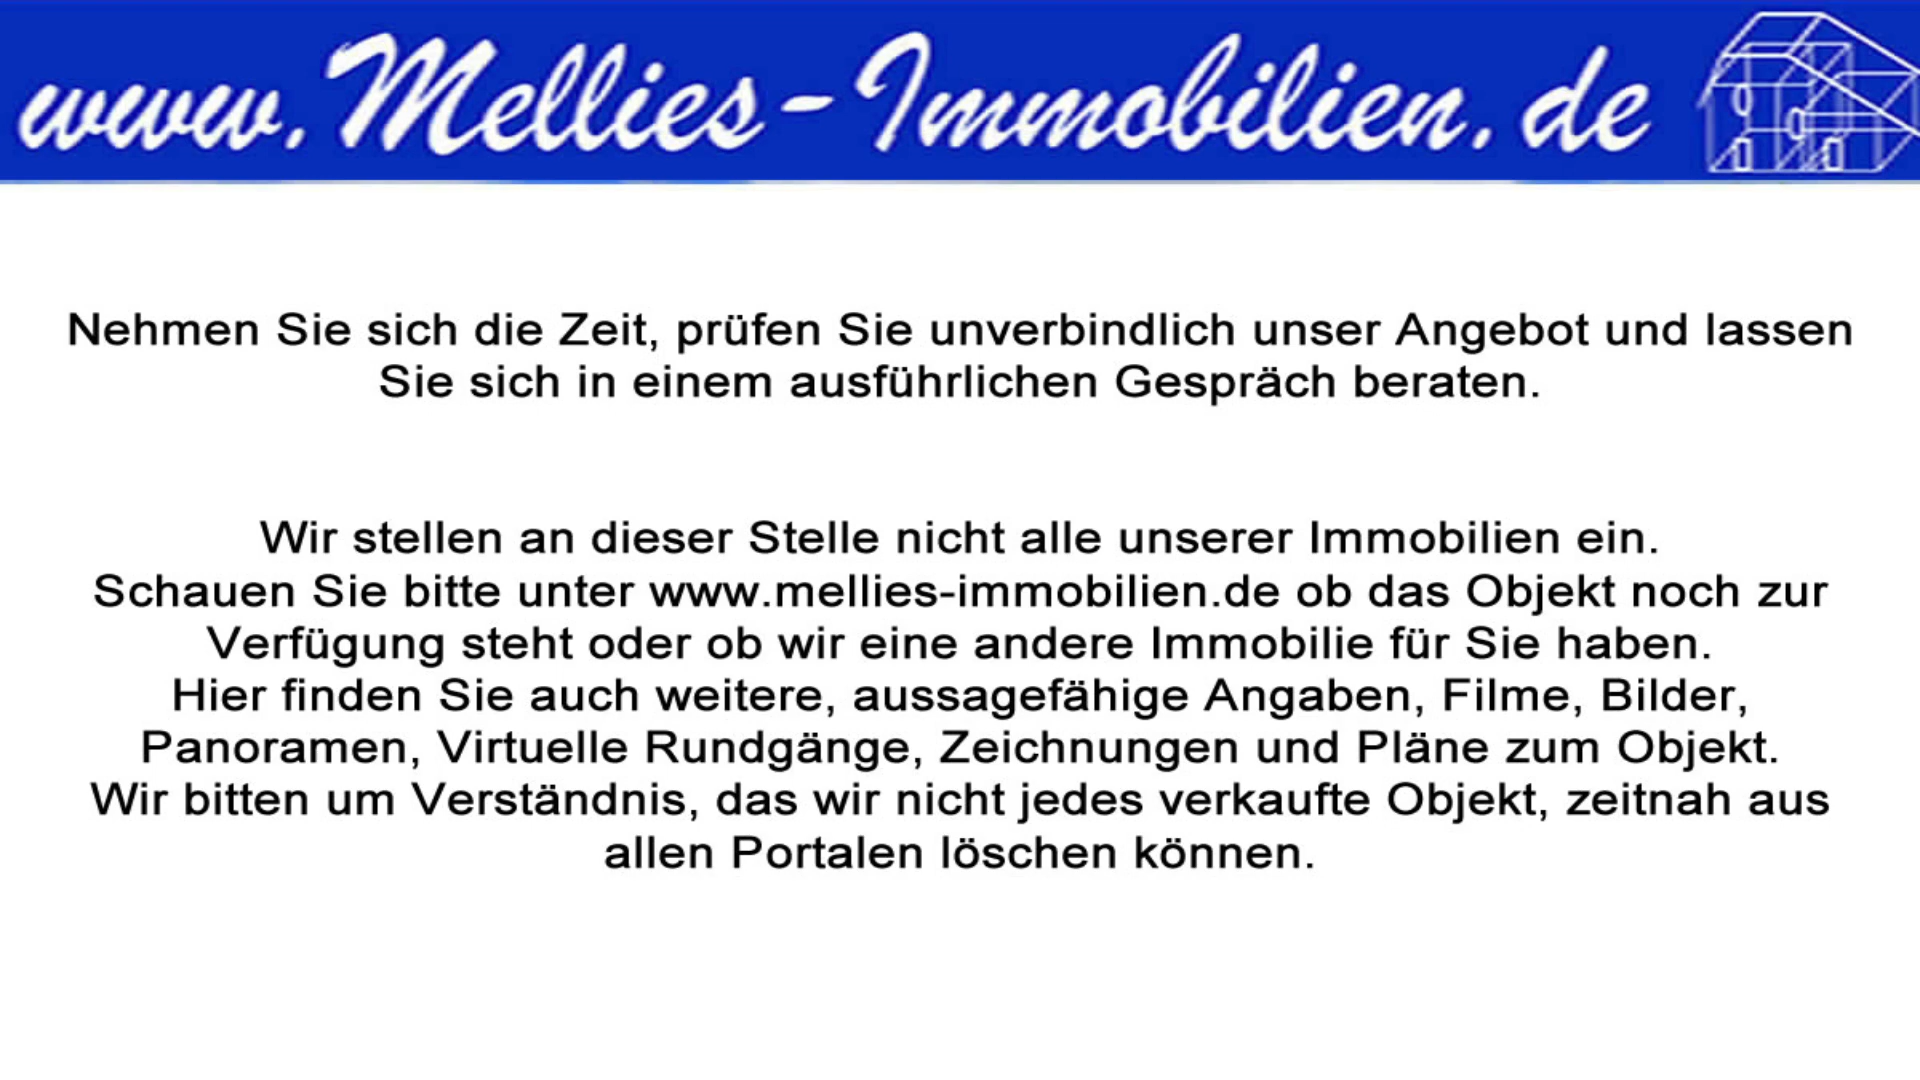 www.Mellies-Immobilien.de
Nehmen Sie sich die Zeit, prüfen Sie unverbindlich unser Angebot und lassen
Sie sich in einem ausführlichen Gespräch beraten.
Wir stellen an dieser Stelle nicht alle unserer Immobilien ein.
Schauen Sie bitte unter www.mellies-immobilien.de ob das Objekt noch zur
Verfügung steht oder ob wir eine andere Immobilie für Sie haben.
Hier finden Sie auch weitere, aussagefähige Angaben, Filme, Bilder,
Panoramen, Virtuelle Rundgänge, Zeichnungen und Pläne zum Objekt.
Wir bitten um Verständnis, das wir nicht jedes verkaufte Objekt, zeitnah aus
allen Portalen löschen können.